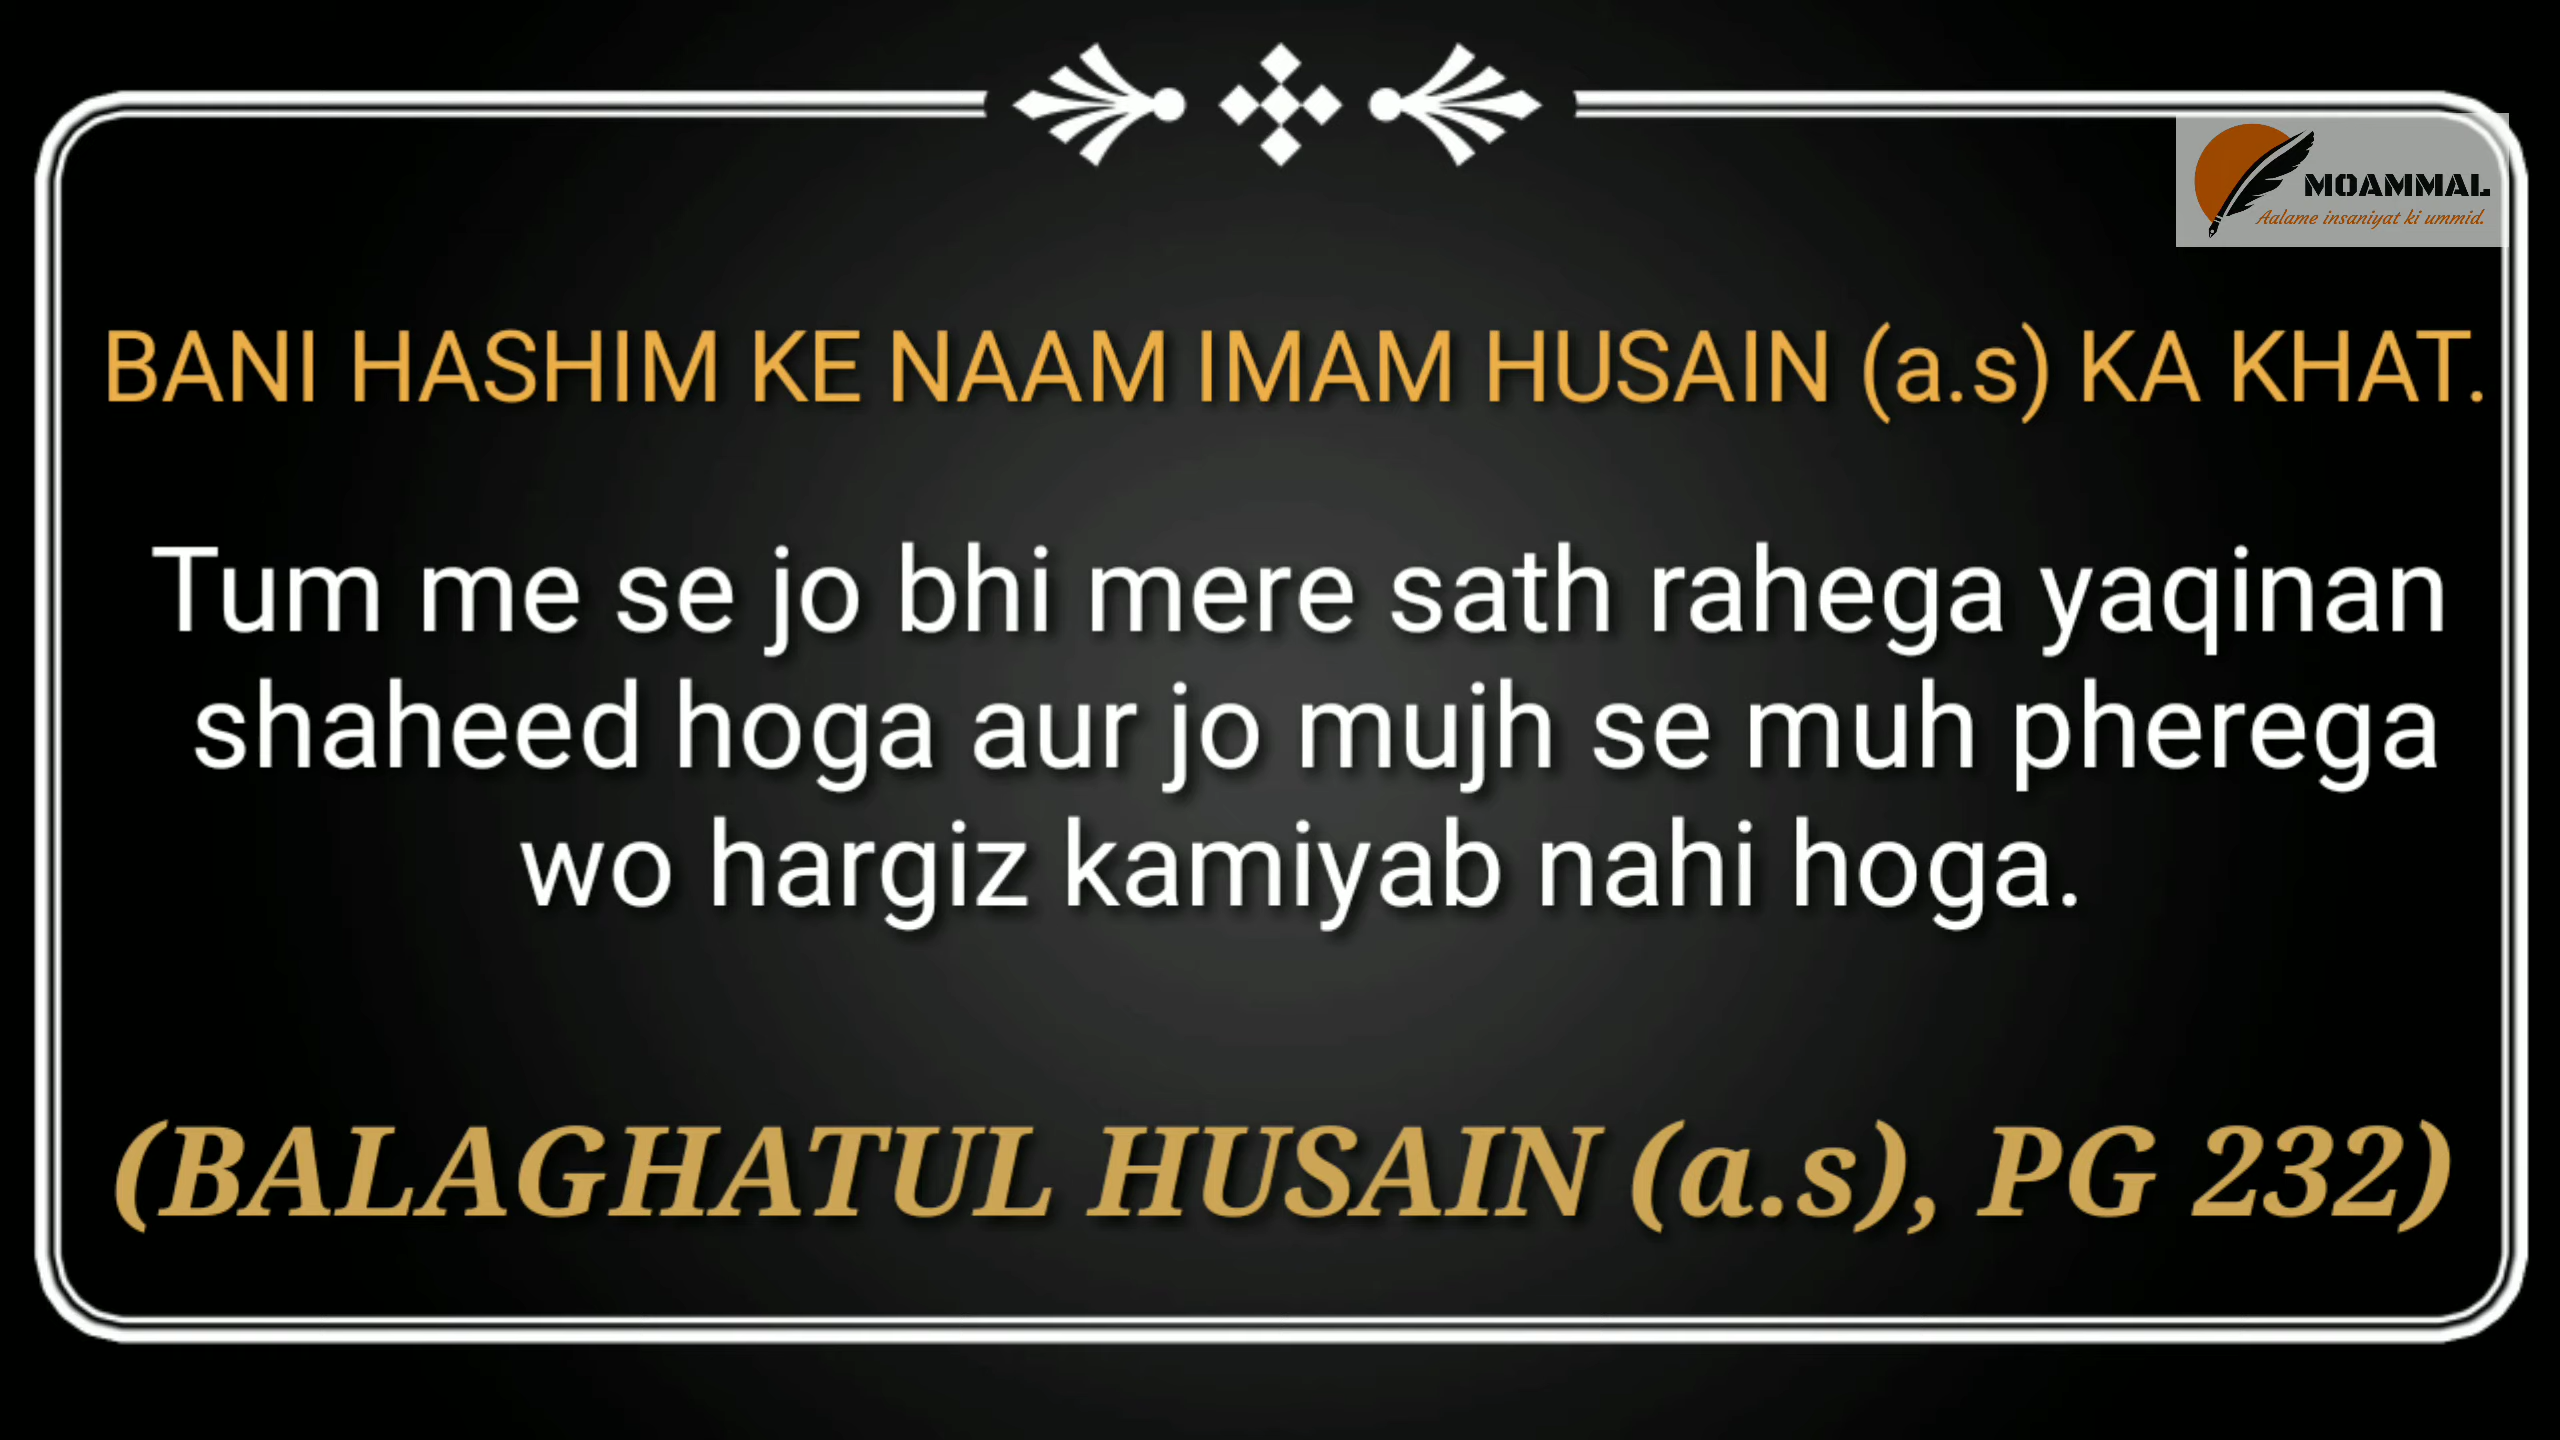 MOAMMAL
Aalame insaniyat ki ummid.
BANI HASHIM KE NAAM IMAM HUSAIN (a.s) KA KHAT.
Tum me se jo bhi mere sath rahega yaqinan
shaheed hoga aur jo mujh se muh pherega
wo hargiz kamiyab nahi hoga.
(BALAGHATUL HUSAIN (a.s), PG 232)